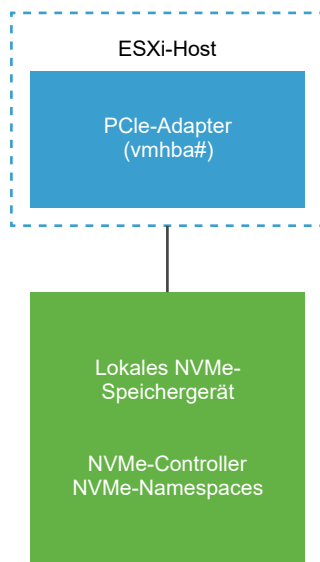 ESXi-Host
PCIe-Adapter
(vmhba#)
Lokales NVMe-
Speichergerät
NVMe-Controller
NVMe-Namespaces